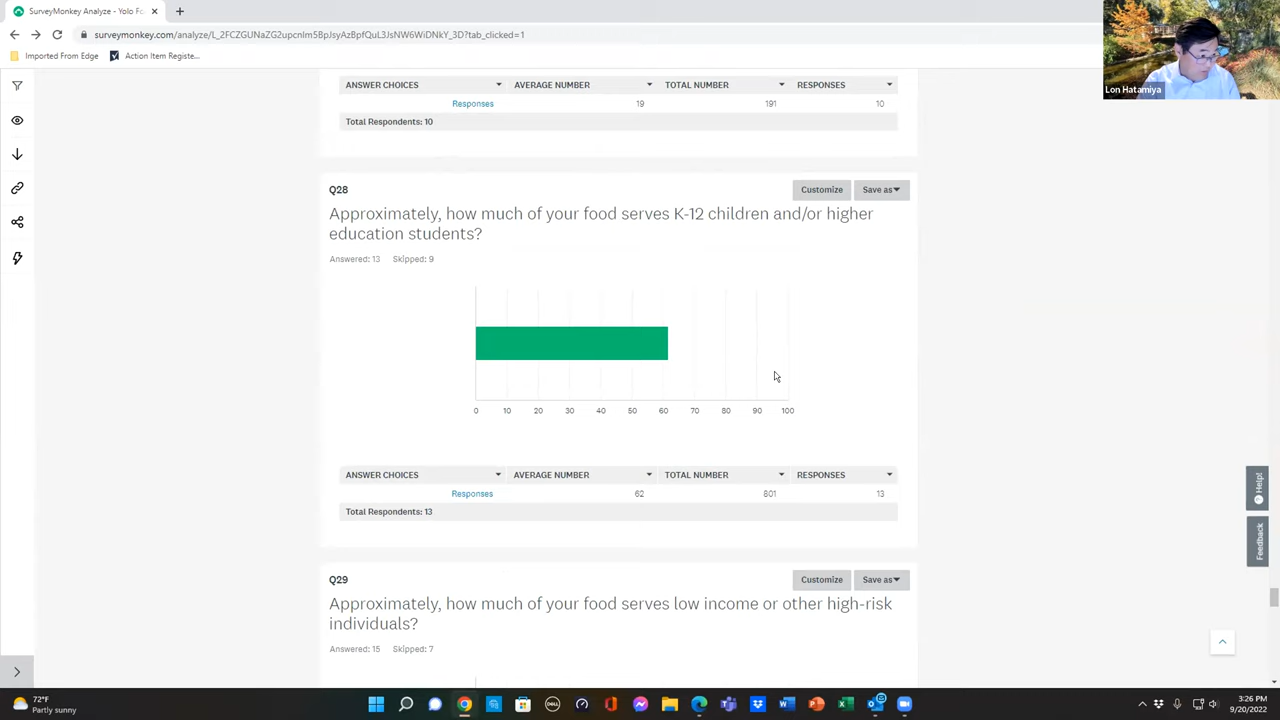 SurveyMonkey Analyze - Yolo Fo
surveymonkey.com/analyze/L_2FCZGUNaZG2upcnIm5BpJsyAzBpfQuL3JsNW6WiDNkY_3D?tab_clicked=1
Imported From Edge
Action Item Registe...
Lon Hatamiya
ANSWER CHOICES AVERAGE NUMBER TOTAL NUMBER RESPONSES
Responses 19 191 10
Total Respondents: 10
Q28
Customize
Save as
Approximately, how much of your food serves K-12 children and/or higher
education students?
Answered: 13 Skipped: 9
0 10 20 30 40 50 60 70 80 90 100
ANSWER CHOICES AVERAGE NUMBER TOTAL NUMBER RESPONSES
Responses 62 801 13
Total Respondents: 13
Help!
Feedback
Q29
Customize
Save as
Approximately, how much of your food serves low income or other high-risk
individuals?
Answered: 15 Skipped: 7
72°F
Partly sunny
3:26 PM
9/20/2022